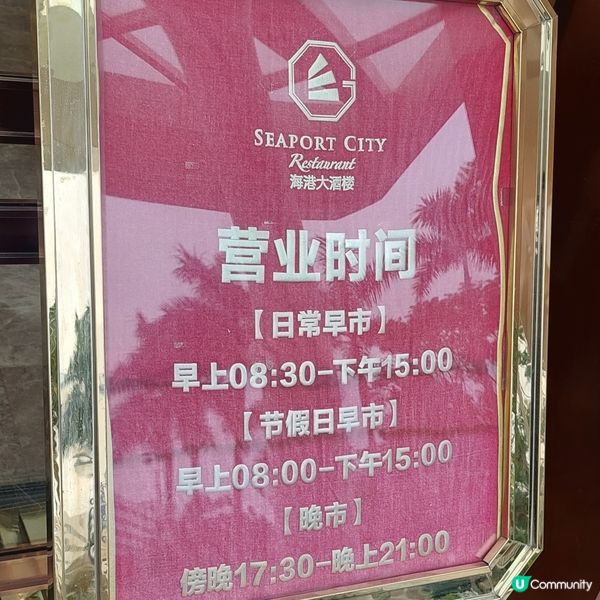 SEAPORT CITY
Restaurant
海港大酒楼
营业时间
【日常早市】
早上08:30-下午15:00
【节假日早市】
早上08:00-下午15:00
【晚市】
傍晚17:30-晚上21:00
U Community